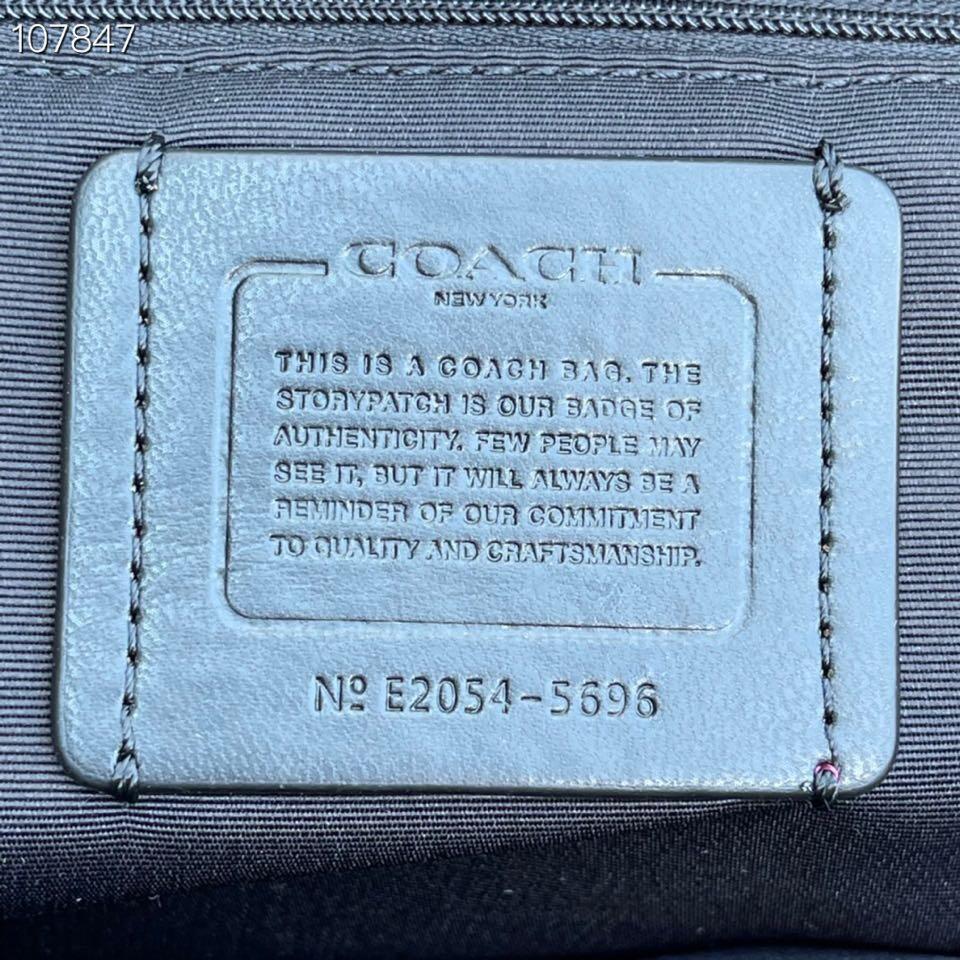 107847
COACH
NEW YORK
THIS IS A COACH BAG. THE
STORYPATCH IS OUR BADGE OF
AUTHENTICITY. FEW PEOPLE MAY
SEE IT, BUT IT WILL ALWAYS BE A
REMINDER OF OUR COMMITMENT
TO QUALITY AND CRAFTSMANSHIP.
Nº E2054-5696